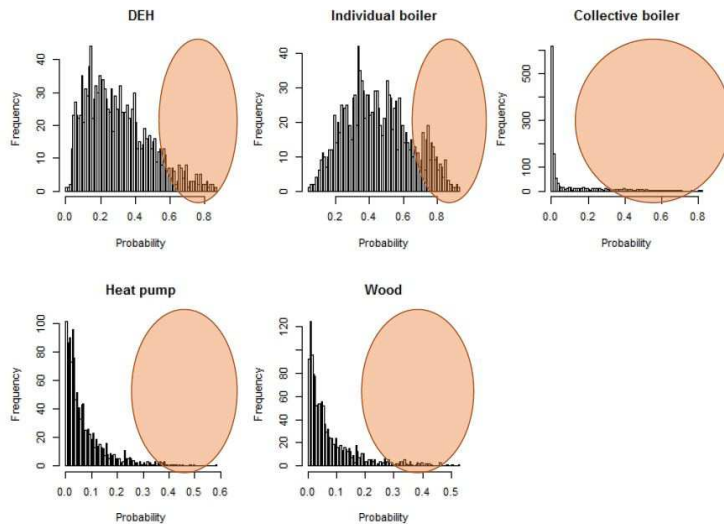 DEH
Individual boiler
Collective boiler
Frequency
0 10 20 30 40
0.0 0.2 0.4 0.6 0.8
Probability
Frequency
0 10 20 30 40
0.2 0.4 0.6 0.8
Probability
Frequency
0 100 300 500
0.0 0.2 0.4 0.6 0.8
Probability
Heat pump
Wood
Frequency
0 20 40 60 80 100
0.0 0.1 0.2 0.3 0.4 0.5 0.6
Probability
Frequency
0 20 40 60 80 120
0.0 0.1 0.2 0.3 0.4 0.5
Probability